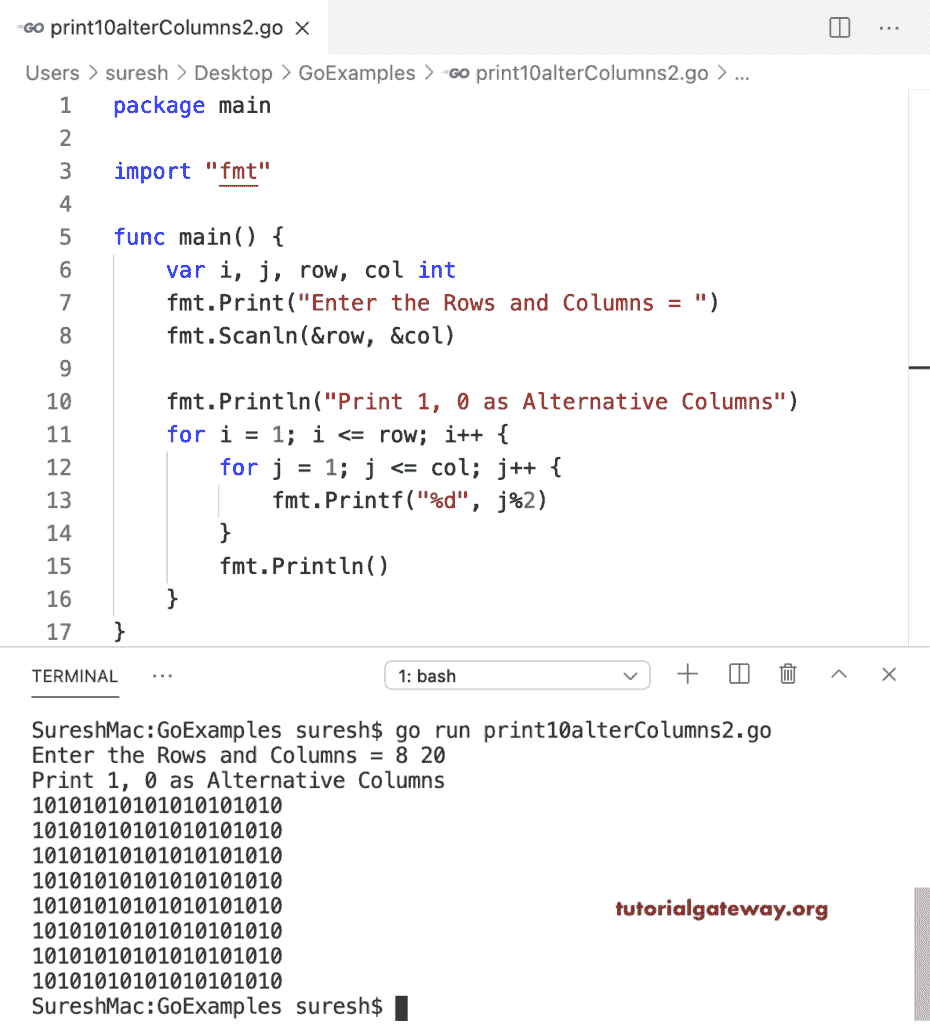 GO print10alterColumns2.go ×
Users > suresh > Desktop > GoExamples > GO print10alterColumns2.go > ...
1 package main
2
3 import "fmt"
4
5 func main() {
6     var i, j, row, col int
7     fmt.Print("Enter the Rows and Columns = ")
8     fmt.Scanln(&row, &col)
9
10     fmt.Println("Print 1, 0 as Alternative Columns")
11     for i = 1; i <= row; i++ {
12         for j = 1; j <= col; j++ {
13             fmt.Printf("%d", j%2)
14         }
15         fmt.Println()
16     }
17 }
TERMINAL ... 1: bash
SureshMac:GoExamples suresh$ go run print10alterColumns2.go
Enter the Rows and Columns = 8 20
Print 1, 0 as Alternative Columns
10101010101010101010
10101010101010101010
10101010101010101010
10101010101010101010
10101010101010101010
10101010101010101010
10101010101010101010
10101010101010101010
SureshMac:GoExamples suresh$
tutorialgateway.org